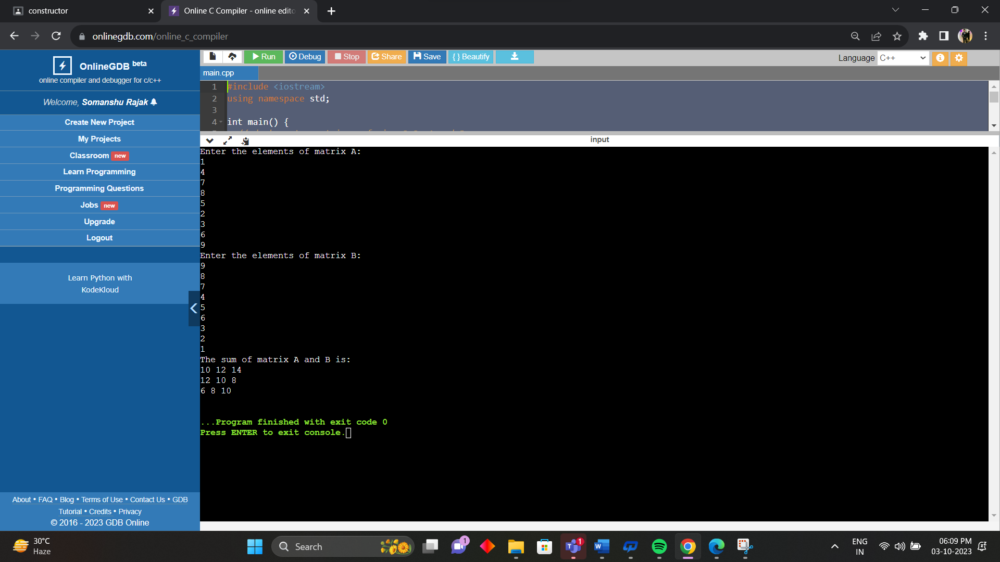 constructor
Online C Compiler - online edito
onlinegdb.com/online_c_compiler
OnlineGDB beta
online compiler and debugger for c/c++
Welcome, Somanshu Rajak
Create New Project
My Projects
Classroom new
Learn Programming
Programming Questions
Jobs new
Upgrade
Logout
Learn Python with
KodeKloud
About • FAQ • Blog • Terms of Use • Contact Us • GDB
Tutorial • Credits • Privacy
© 2016 - 2023 GDB Online
Run Debug Stop Share Save { } Beautify
Language C++
main.cpp
1 #include <iostream>
2 using namespace std;
3
4 int main() {
input
Enter the elements of matrix A:
1
4
7
8
5
2
3
6
9
Enter the elements of matrix B:
9
8
7
4
5
6
3
2
1
The sum of matrix A and B is:
10 12 14
12 10 8
6 8 10
...Program finished with exit code 0
Press ENTER to exit console.
30°C
Haze
Search
1
1
ENG
IN
06:09 PM
03-10-2023